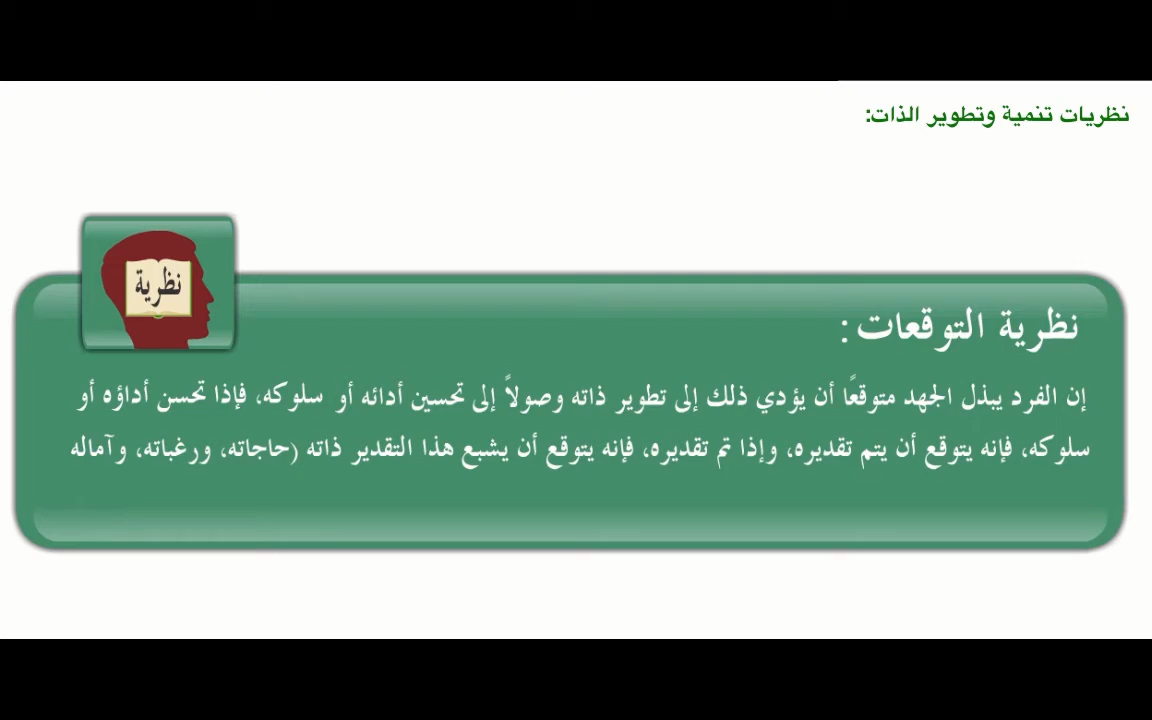 نظريات تنمية وتطوير الذات:
نظرية
نظرية التوقعات:
إن الفرد يبذل الجهد متوقعًا أن يؤدي ذلك إلى تطوير ذاته وصولاً إلى تحسين أدائه أو سلوكه، فإذا تحسن أداؤه أو
سلوكه، فإنه يتوقع أن يتم تقديره، وإذا تم تقديره، فإنه يتوقع أن يشبع هذا التقدير ذاته (حاجاته، ورغباته، وآماله